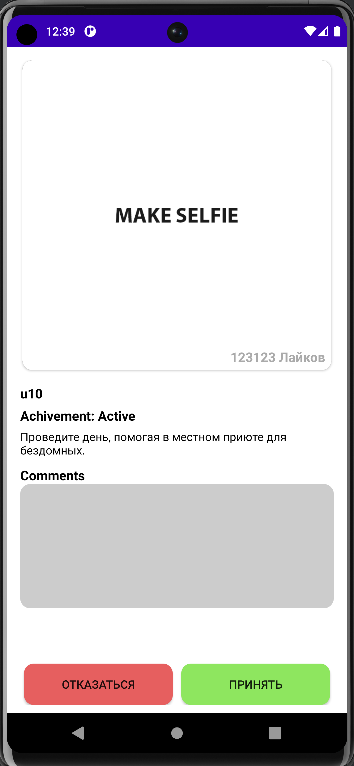 12:39
MAKE SELFIE
123123 Лайков
u10
Achivement: Active
Проведите день, помогая в местном приюте для
бездомных.
Comments
ОТКАЗАТЬСЯ
ПРИНЯТЬ